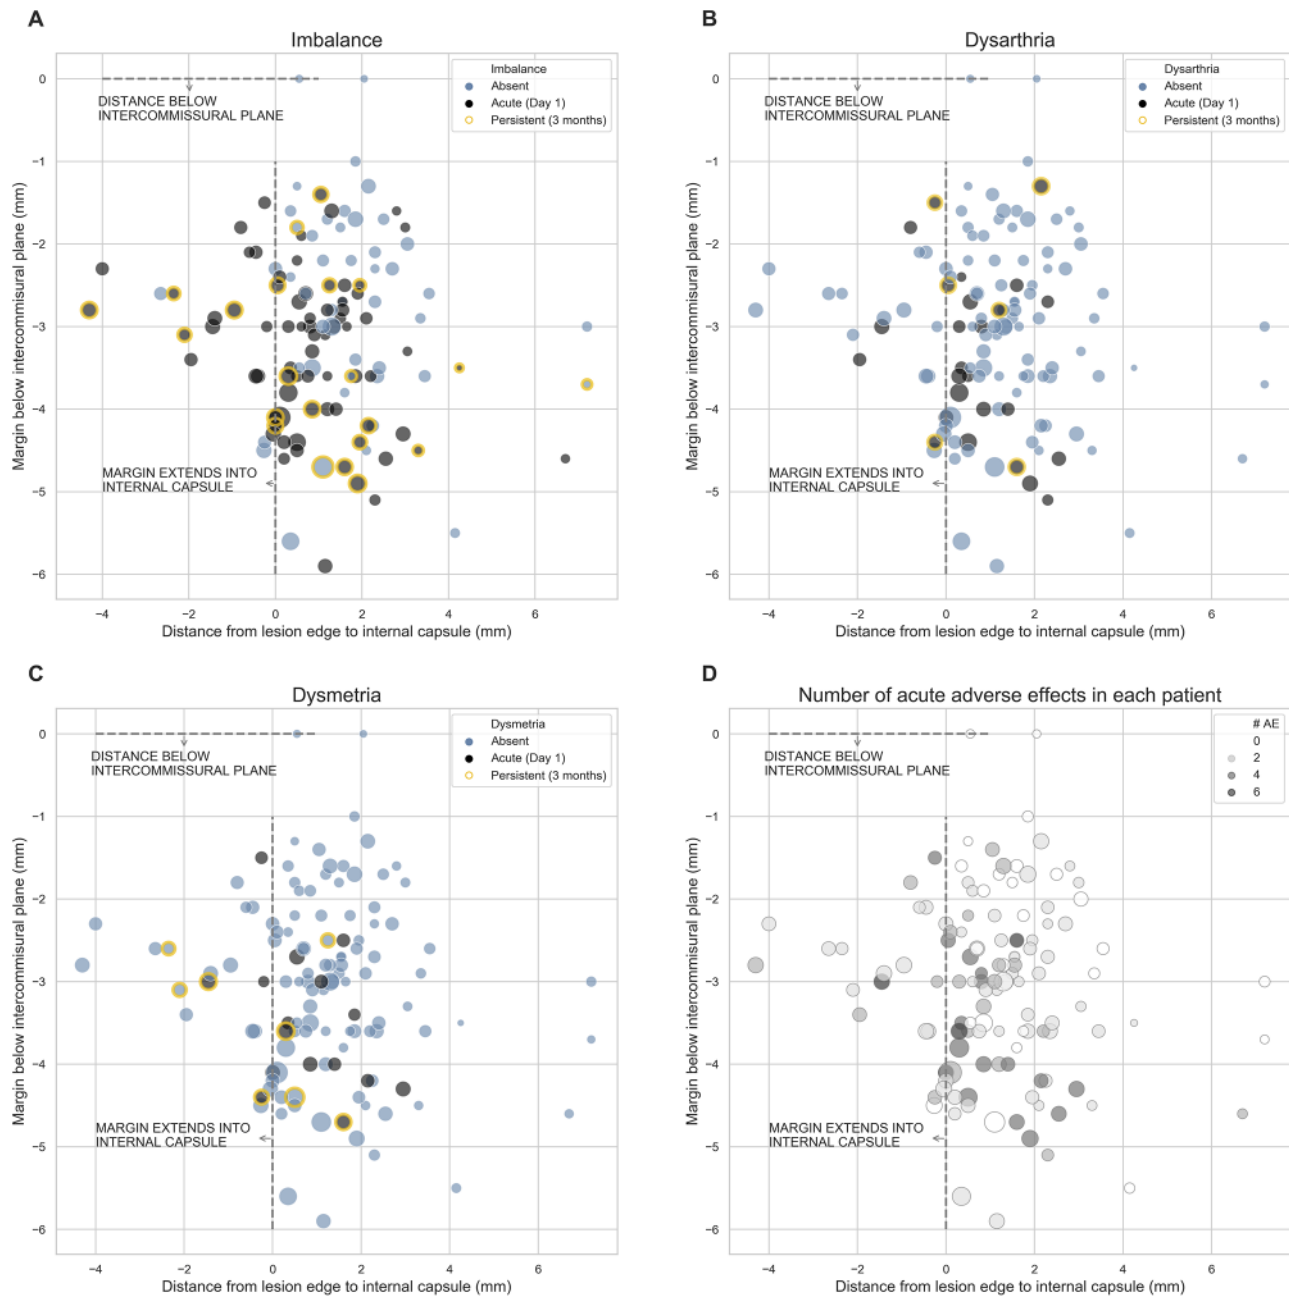 A
Imbalance
Imbalance
Absent
Acute (Day 1)
Persistent (3 months)
DISTANCE BELOW
INTERCOMMISSURAL PLANE
MARGIN EXTENDS INTO
INTERNAL CAPSULE
0
−1
−2
−3
−4
−5
−6
Margin below intercommisural plane (mm)
−4
−2
0
2
4
6
Distance from lesion edge to internal capsule (mm)
B
Dysarthria
Dysarthria
Absent
Acute (Day 1)
Persistent (3 months)
DISTANCE BELOW
INTERCOMMISSURAL PLANE
MARGIN EXTENDS INTO
INTERNAL CAPSULE
0
−1
−2
−3
−4
−5
−6
Margin below intercommisural plane (mm)
−4
−2
0
2
4
6
Distance from lesion edge to internal capsule (mm)
C
Dysmetria
Dysmetria
Absent
Acute (Day 1)
Persistent (3 months)
DISTANCE BELOW
INTERCOMMISSURAL PLANE
MARGIN EXTENDS INTO
INTERNAL CAPSULE
0
−1
−2
−3
−4
−5
−6
Margin below intercommisural plane (mm)
−4
−2
0
2
4
6
Distance from lesion edge to internal capsule (mm)
D
Number of acute adverse effects in each patient
# AE
0
2
4
6
DISTANCE BELOW
INTERCOMMISSURAL PLANE
MARGIN EXTENDS INTO
INTERNAL CAPSULE
0
−1
−2
−3
−4
−5
−6
Margin below intercommisural plane (mm)
−4
−2
0
2
4
6
Distance from lesion edge to internal capsule (mm)